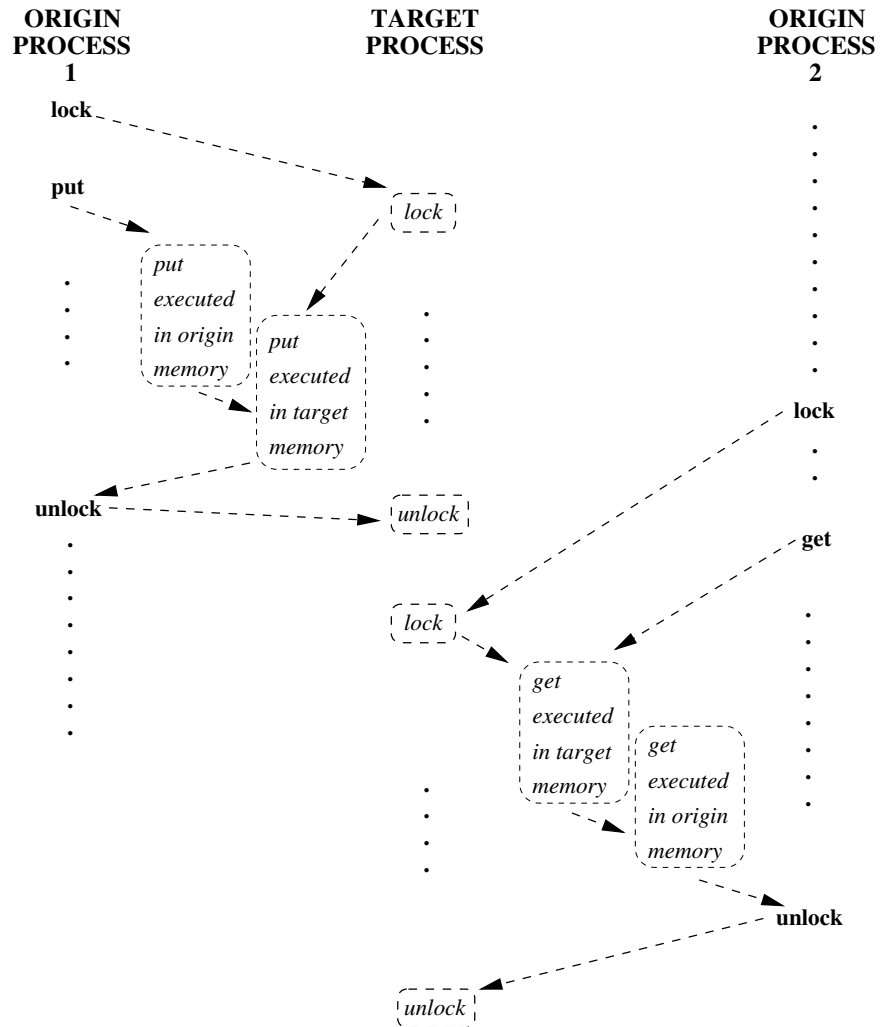 ORIGIN
PROCESS
1
TARGET
PROCESS
ORIGIN
PROCESS
2
lock
put
lock
put
executed
in origin
memory
put
executed
in target
memory
lock
unlock
unlock
get
lock
get
executed
in target
memory
get
executed
in origin
memory
unlock
unlock